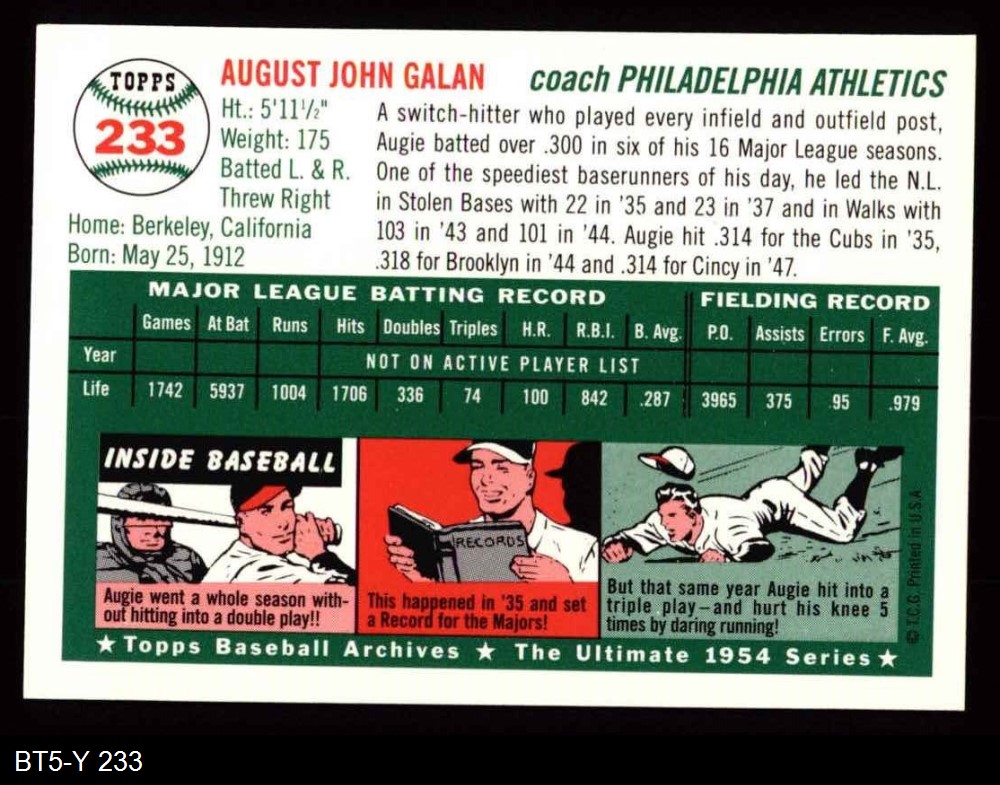 TOPPS
233
AUGUST JOHN GALAN
coach PHILADELPHIA ATHLETICS
Ht.: 5'11½"
Weight: 175
Batted L. & R.
Threw Right
Home: Berkeley, California
Born: May 25, 1912
A switch-hitter who played every infield and outfield post,
Augie batted over .300 in six of his 16 Major League seasons.
One of the speediest baserunners of his day, he led the N.L.
in Stolen Bases with 22 in '35 and 23 in '37 and in Walks with
103 in '43 and 101 in '44. Augie hit .314 for the Cubs in '35,
.318 for Brooklyn in '44 and .314 for Cincy in '47.
MAJOR LEAGUE BATTING RECORD FIELDING RECORD
Games At Bat Runs Hits Doubles Triples H.R. R.B.I. B. Avg. P.O. Assists Errors F. Avg.
Year NOT ON ACTIVE PLAYER LIST
Life 1742 5937 1004 1706 336 74 100 842 .287 3965 375 95 .979
INSIDE BASEBALL
Augie went a whole season with-
out hitting into a double play!!
RECORDS
This happened in '35 and set
a Record for the Majors!
But that same year Augie hit into a
triple play—and hurt his knee 5
times by daring running!
© T.C.G. Printed in U.S.A
★ Topps Baseball Archives ★ The Ultimate 1954 Series ★
BT5-Y 233